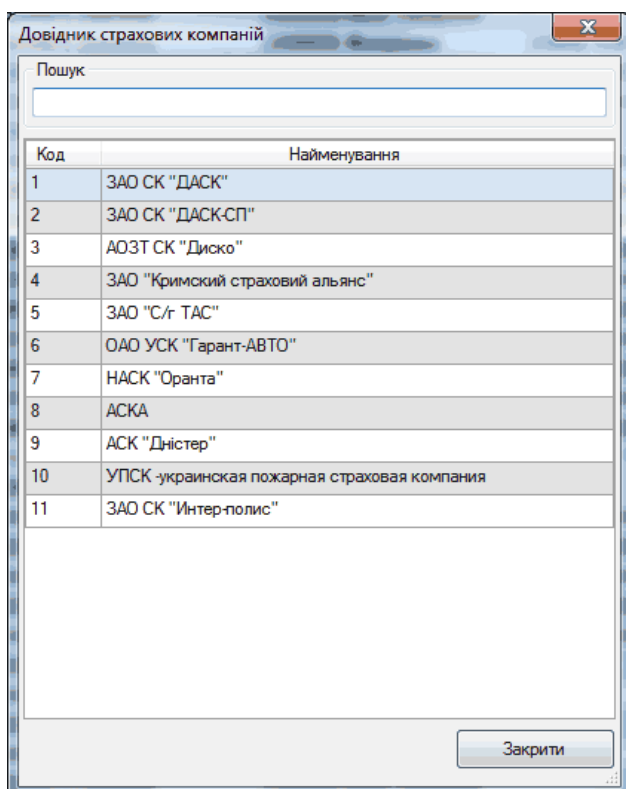 Довідник страхових компаній
Пошук
Код Найменування
1 ЗАО СК "ДАСК"
2 ЗАО СК "ДАСК-СП"
3 АОЗТ СК "Диско"
4 ЗАО "Кримский страховий альянс"
5 ЗАО "С/г ТАС"
6 ОАО УСК "Гарант-АВТО"
7 НАСК "Оранта"
8 АСКА
9 АСК "Дністер"
10 УПСК -украинская пожарная страховая компания
11 ЗАО СК "Интер-полис"
Закрити